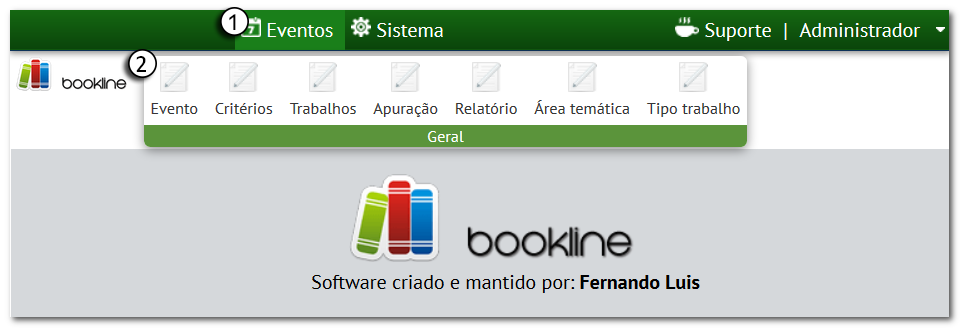 1 7 Eventos Sistema Suporte | Administrador
2
bookline
Evento Critérios Trabalhos Apuração Relatório Área temática Tipo trabalho
Geral
bookline
Software criado e mantido por: Fernando Luis